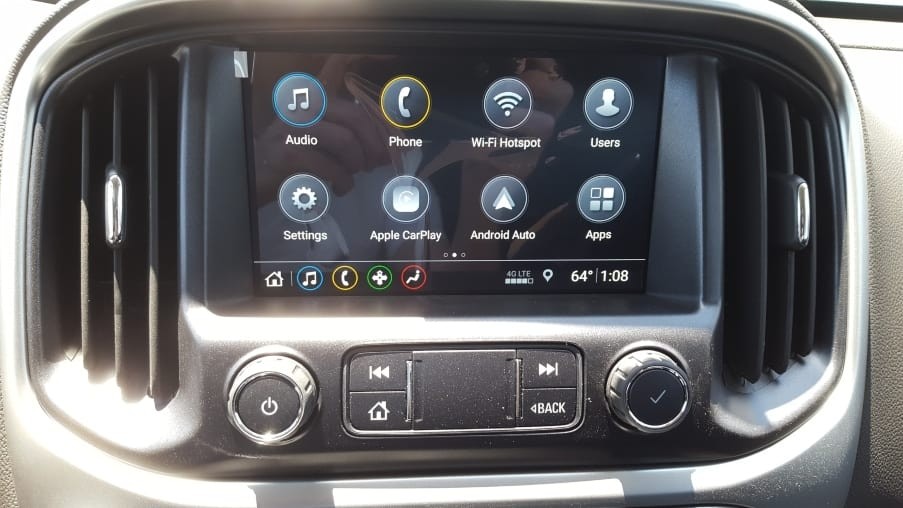 Audio Phone Wi-Fi Hotspot Users
Settings Apple CarPlay Android Auto Apps
4G LTE 64° 1:08
BACK